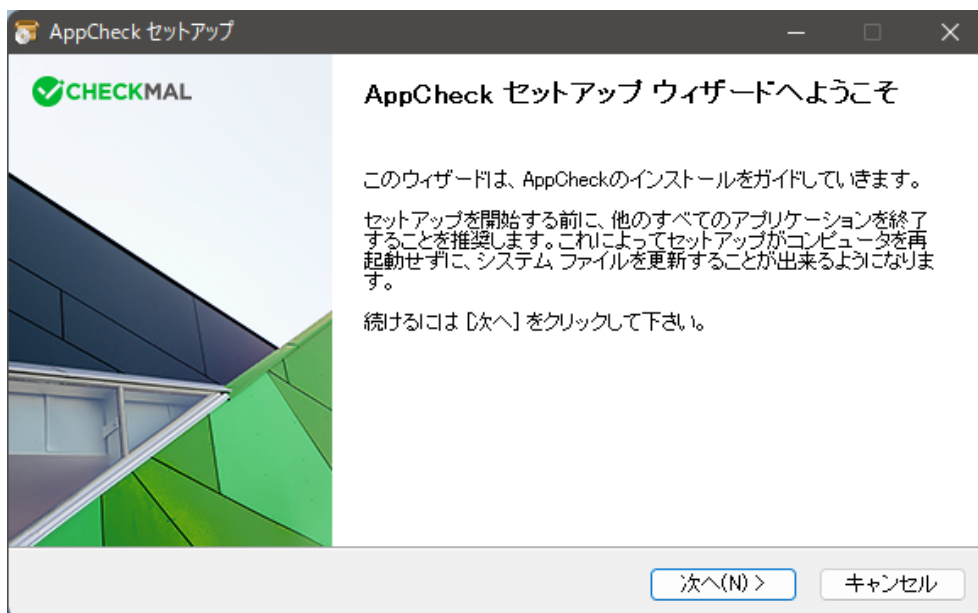 AppCheck セットアップ
CHECKMAL
AppCheck セットアップ ウィザードへようこそ
このウィザードは、AppCheckのインストールをガイドしていきます。
セットアップを開始する前に、他のすべてのアプリケーションを終了
することを推奨します。これによってセットアップがコンピュータを再
起動せずに、システム ファイルを更新することが出来るようになりま
す。
続けるには [次へ] をクリックして下さい。
次へ(N) >
キャンセル